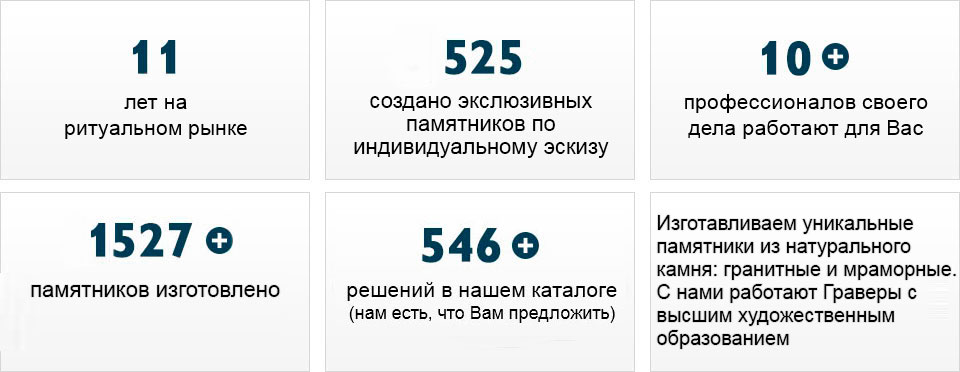 11
лет на
ритуальном рынке
525
создано экслюзивных
памятников по
индивидуальному эскизу
10 +
профессионалов своего
дела работают для Вас
1527 +
памятников изготовлено
546 +
решений в нашем каталоге
(нам есть, что Вам предложить)
Изготавливаем уникальные
памятники из натурального
камня: гранитные и мраморные.
С нами работают Граверы с
высшим художественным
образованием